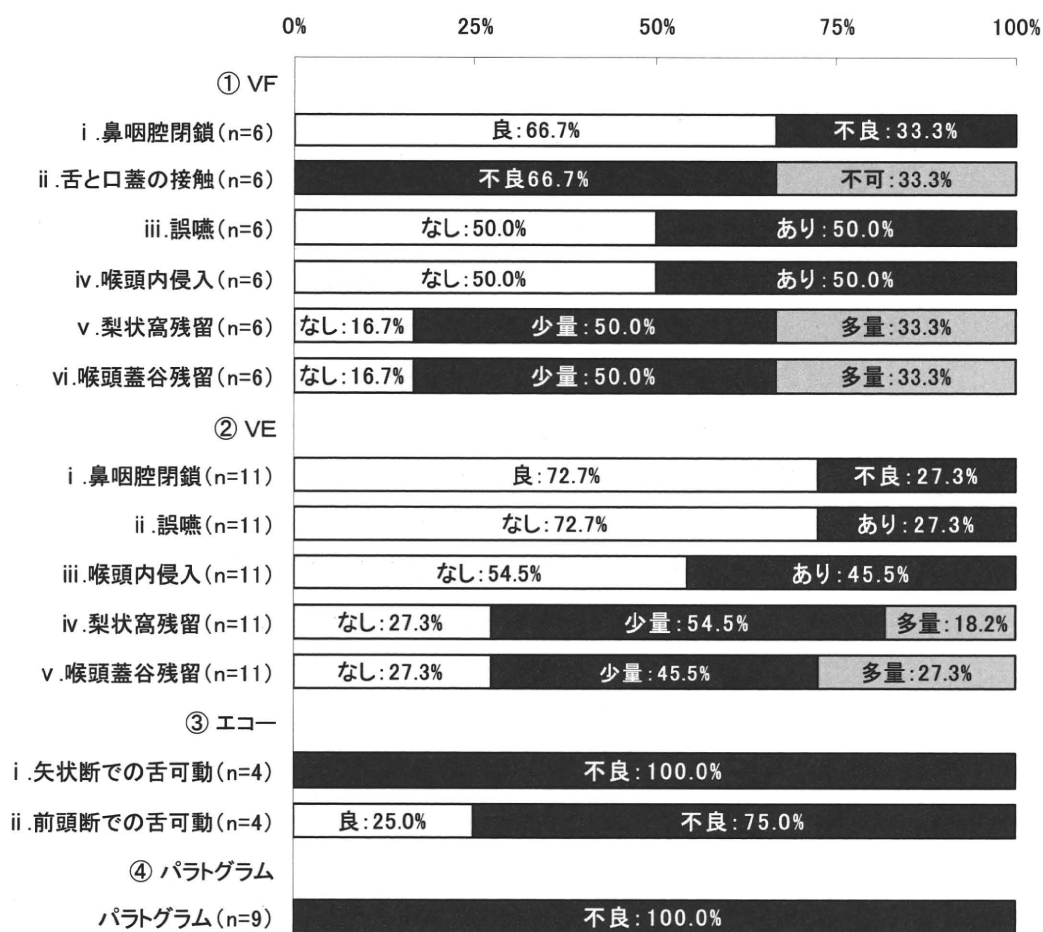 0% 25% 50% 75% 100%
① VF
ⅰ.鼻咽腔閉鎖(n=6) 良:66.7% 不良:33.3%
ⅱ.舌と口蓋の接触(n=6) 不良66.7% 不可:33.3%
ⅲ.誤嚥(n=6) なし:50.0% あり:50.0%
ⅳ.喉頭内侵入(n=6) なし:50.0% あり:50.0%
ⅴ.梨状窩残留(n=6) なし:16.7% 少量:50.0% 多量:33.3%
ⅵ.喉頭蓋谷残留(n=6) なし:16.7% 少量:50.0% 多量:33.3%
② VE
ⅰ.鼻咽腔閉鎖(n=11) 良:72.7% 不良:27.3%
ⅱ.誤嚥(n=11) なし:72.7% あり:27.3%
ⅲ.喉頭内侵入(n=11) なし:54.5% あり:45.5%
ⅳ.梨状窩残留(n=11) なし:27.3% 少量:54.5% 多量:18.2%
ⅴ.喉頭蓋谷残留(n=11) なし:27.3% 少量:45.5% 多量:27.3%
③ エコー
ⅰ.矢状断での舌可動(n=4) 不良:100.0%
ⅱ.前頭断での舌可動(n=4) 良:25.0% 不良:75.0%
④ パラトグラム
パラトグラム(n=9) 不良:100.0%